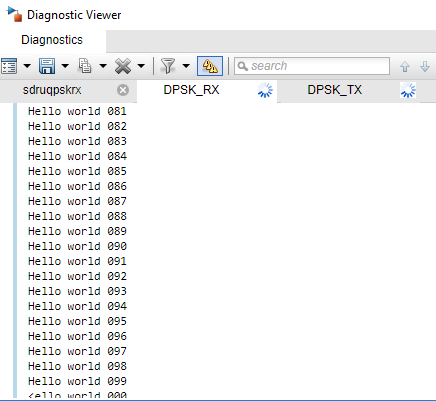 Diagnostic Viewer
Diagnostics
search
sdruqpskrx DPSK_RX DPSK_TX
Hello world 081
Hello world 082
Hello world 083
Hello world 084
Hello world 085
Hello world 086
Hello world 087
Hello world 088
Hello world 089
Hello world 090
Hello world 091
Hello world 092
Hello world 093
Hello world 094
Hello world 095
Hello world 096
Hello world 097
Hello world 098
Hello world 099
<ello world 000